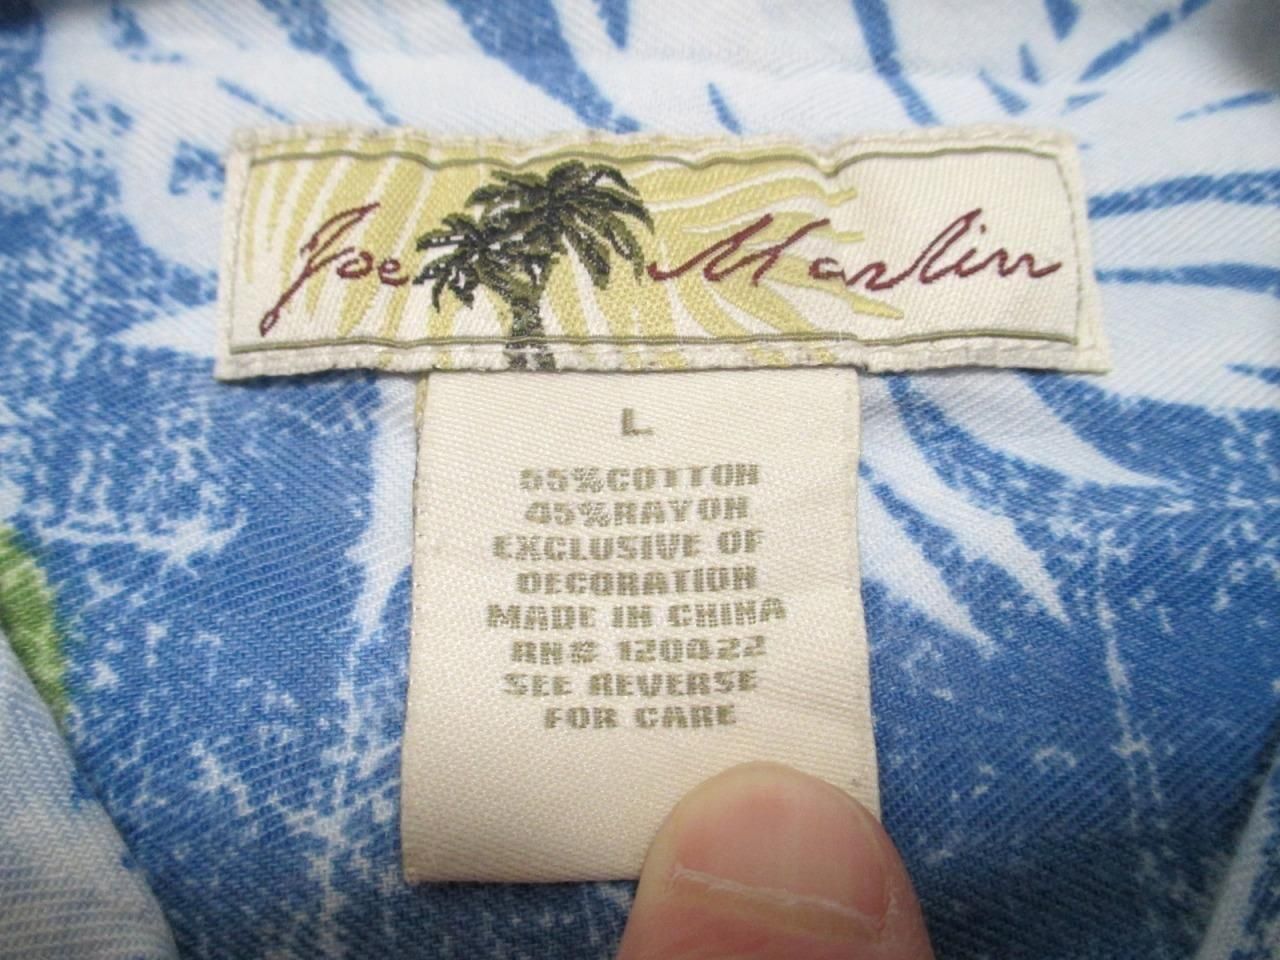 Joe Marlin
L
55%COTTON
45%RAYON
EXCLUSIVE OF
DECORATION
MADE IN CHINA
RN# 120422
SEE REVERSE
FOR CARE